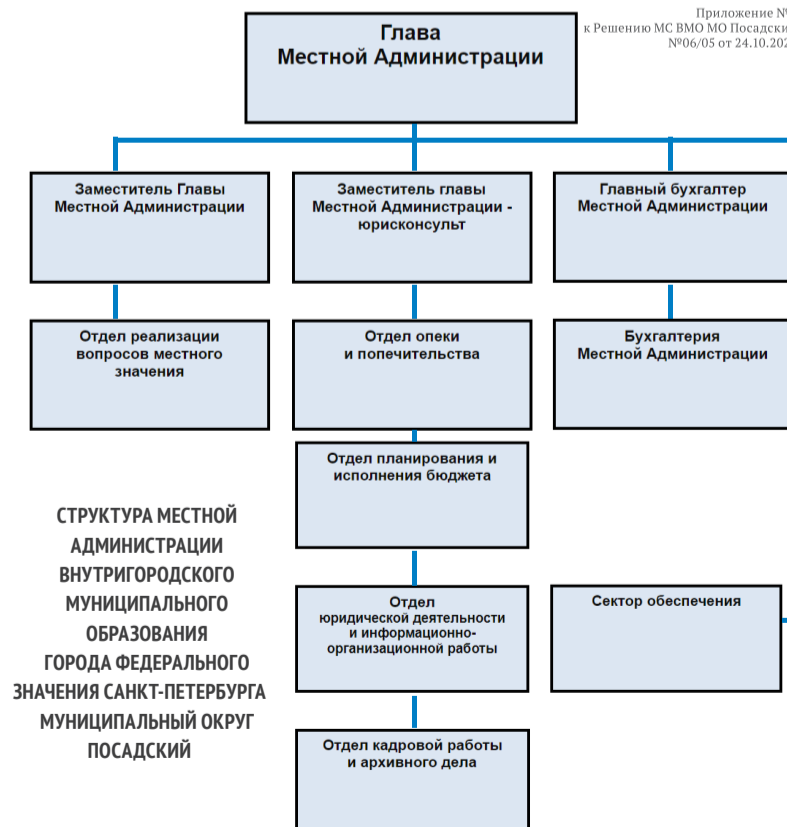 Приложение №
к Решению МС ВМО МО Посадски
№06/05 от 24.10.202
Глава
Местной Администрации
Заместитель Главы
Местной Администрации
Заместитель главы
Местной Администрации -
юрисконсульт
Главный бухгалтер
Местной Администрации
Отдел реализации
вопросов местного
значения
Отдел опеки
и попечительства
Бухгалтерия
Местной Администрации
Отдел планирования и
исполнения бюджета
Отдел
юридической деятельности
и информационно-
организационной работы
Сектор обеспечения
Отдел кадровой работы
и архивного дела
СТРУКТУРА МЕСТНОЙ
АДМИНИСТРАЦИИ
ВНУТРИГОРОДСКОГО
МУНИЦИПАЛЬНОГО
ОБРАЗОВАНИЯ
ГОРОДА ФЕДЕРАЛЬНОГО
ЗНАЧЕНИЯ САНКТ-ПЕТЕРБУРГА
МУНИЦИПАЛЬНЫЙ ОКРУГ
ПОСАДСКИЙ